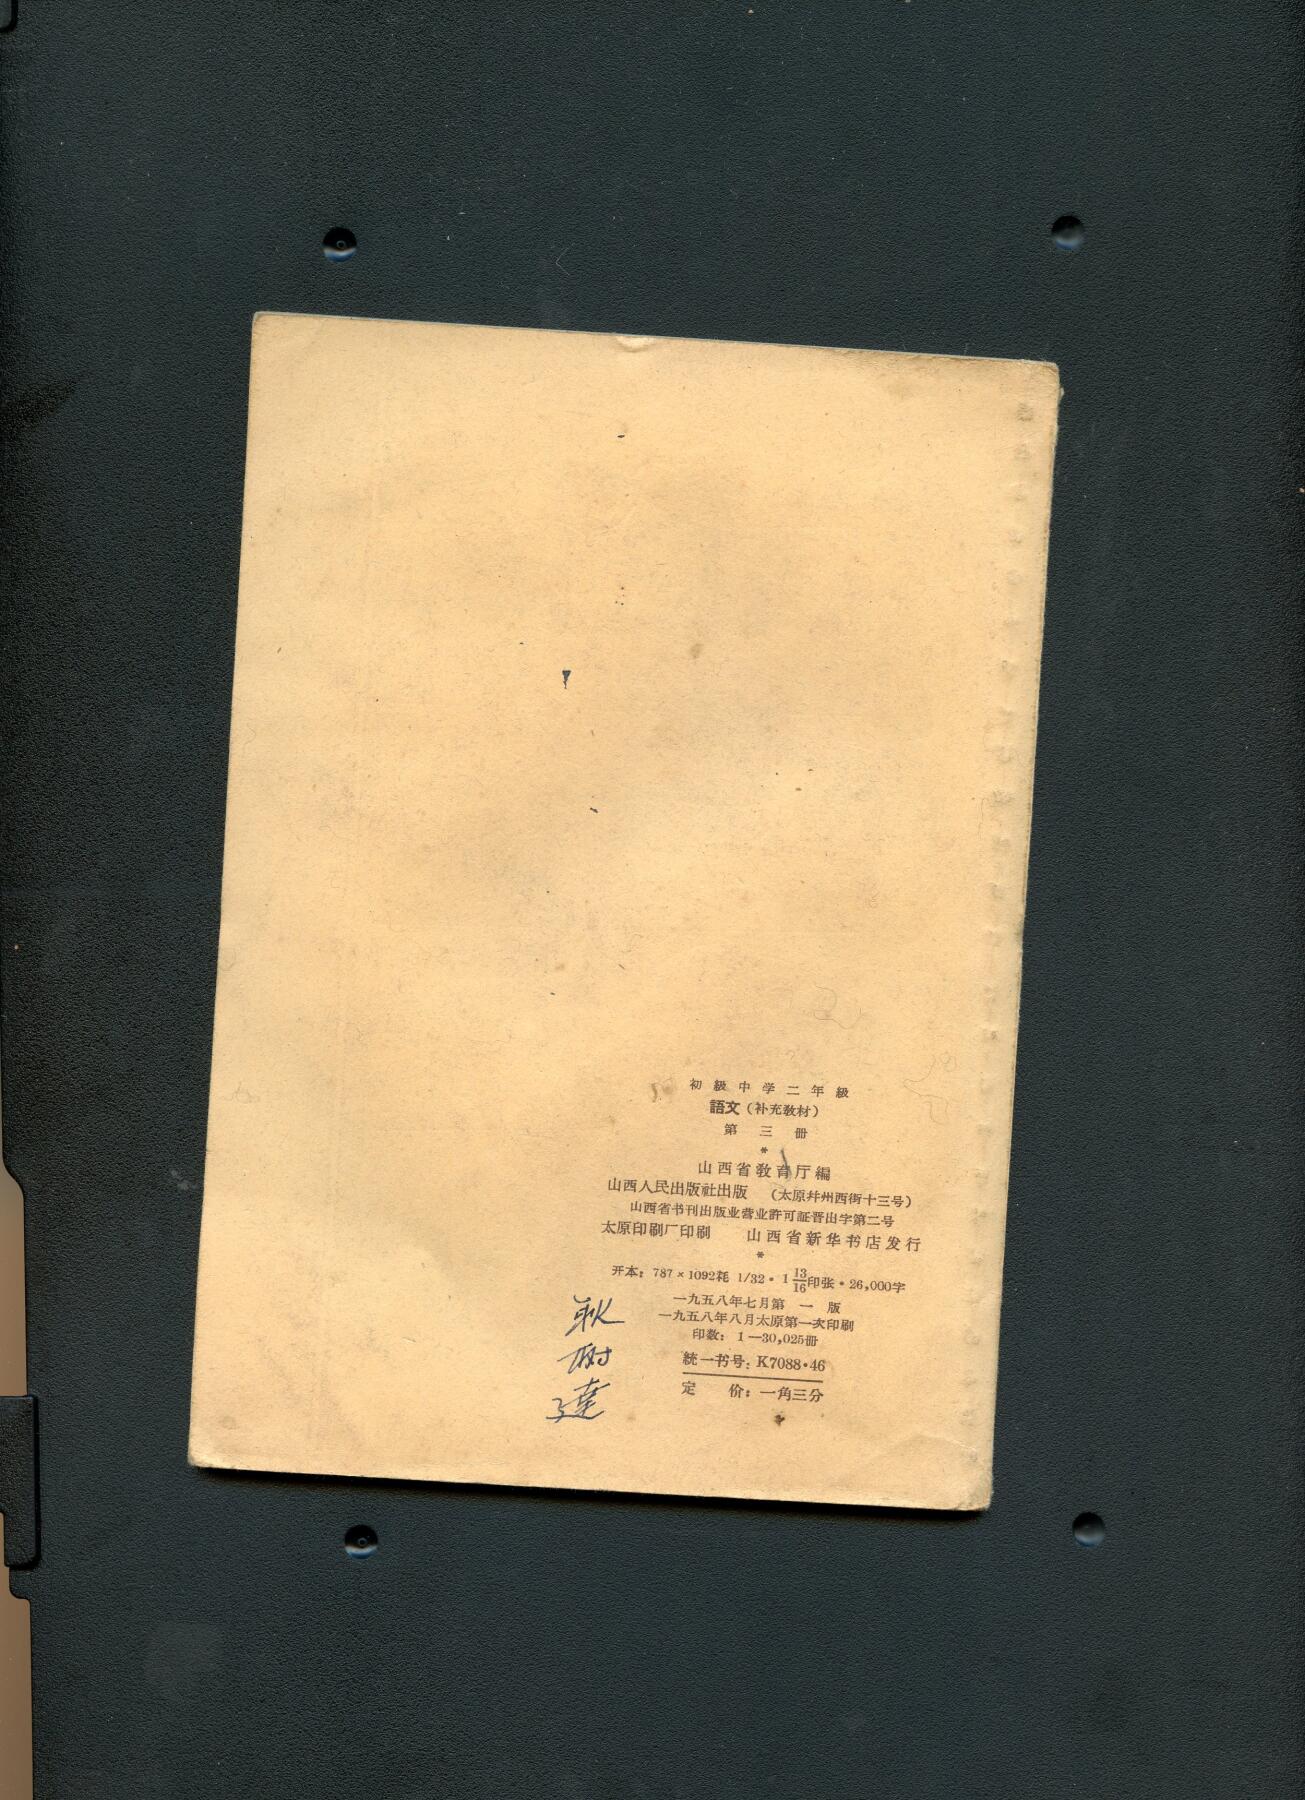 初級中学二年級
語文(补充教材)
第三册
*
山西省教育厅編
山西人民出版社出版 (太原幷州西街十三号)
山西省书刊出版业营业許可証晋出字第二号
太原印刷厂印刷 山西省新华书店发行
*
开本：787×1092粍 1/32·1 13/16印张·26,000字
一九五八年七月第一版
一九五八年八月太原第一次印刷
印数：1—30,025册
統一书号：K7088·46
定价：一角三分
耿
树
達